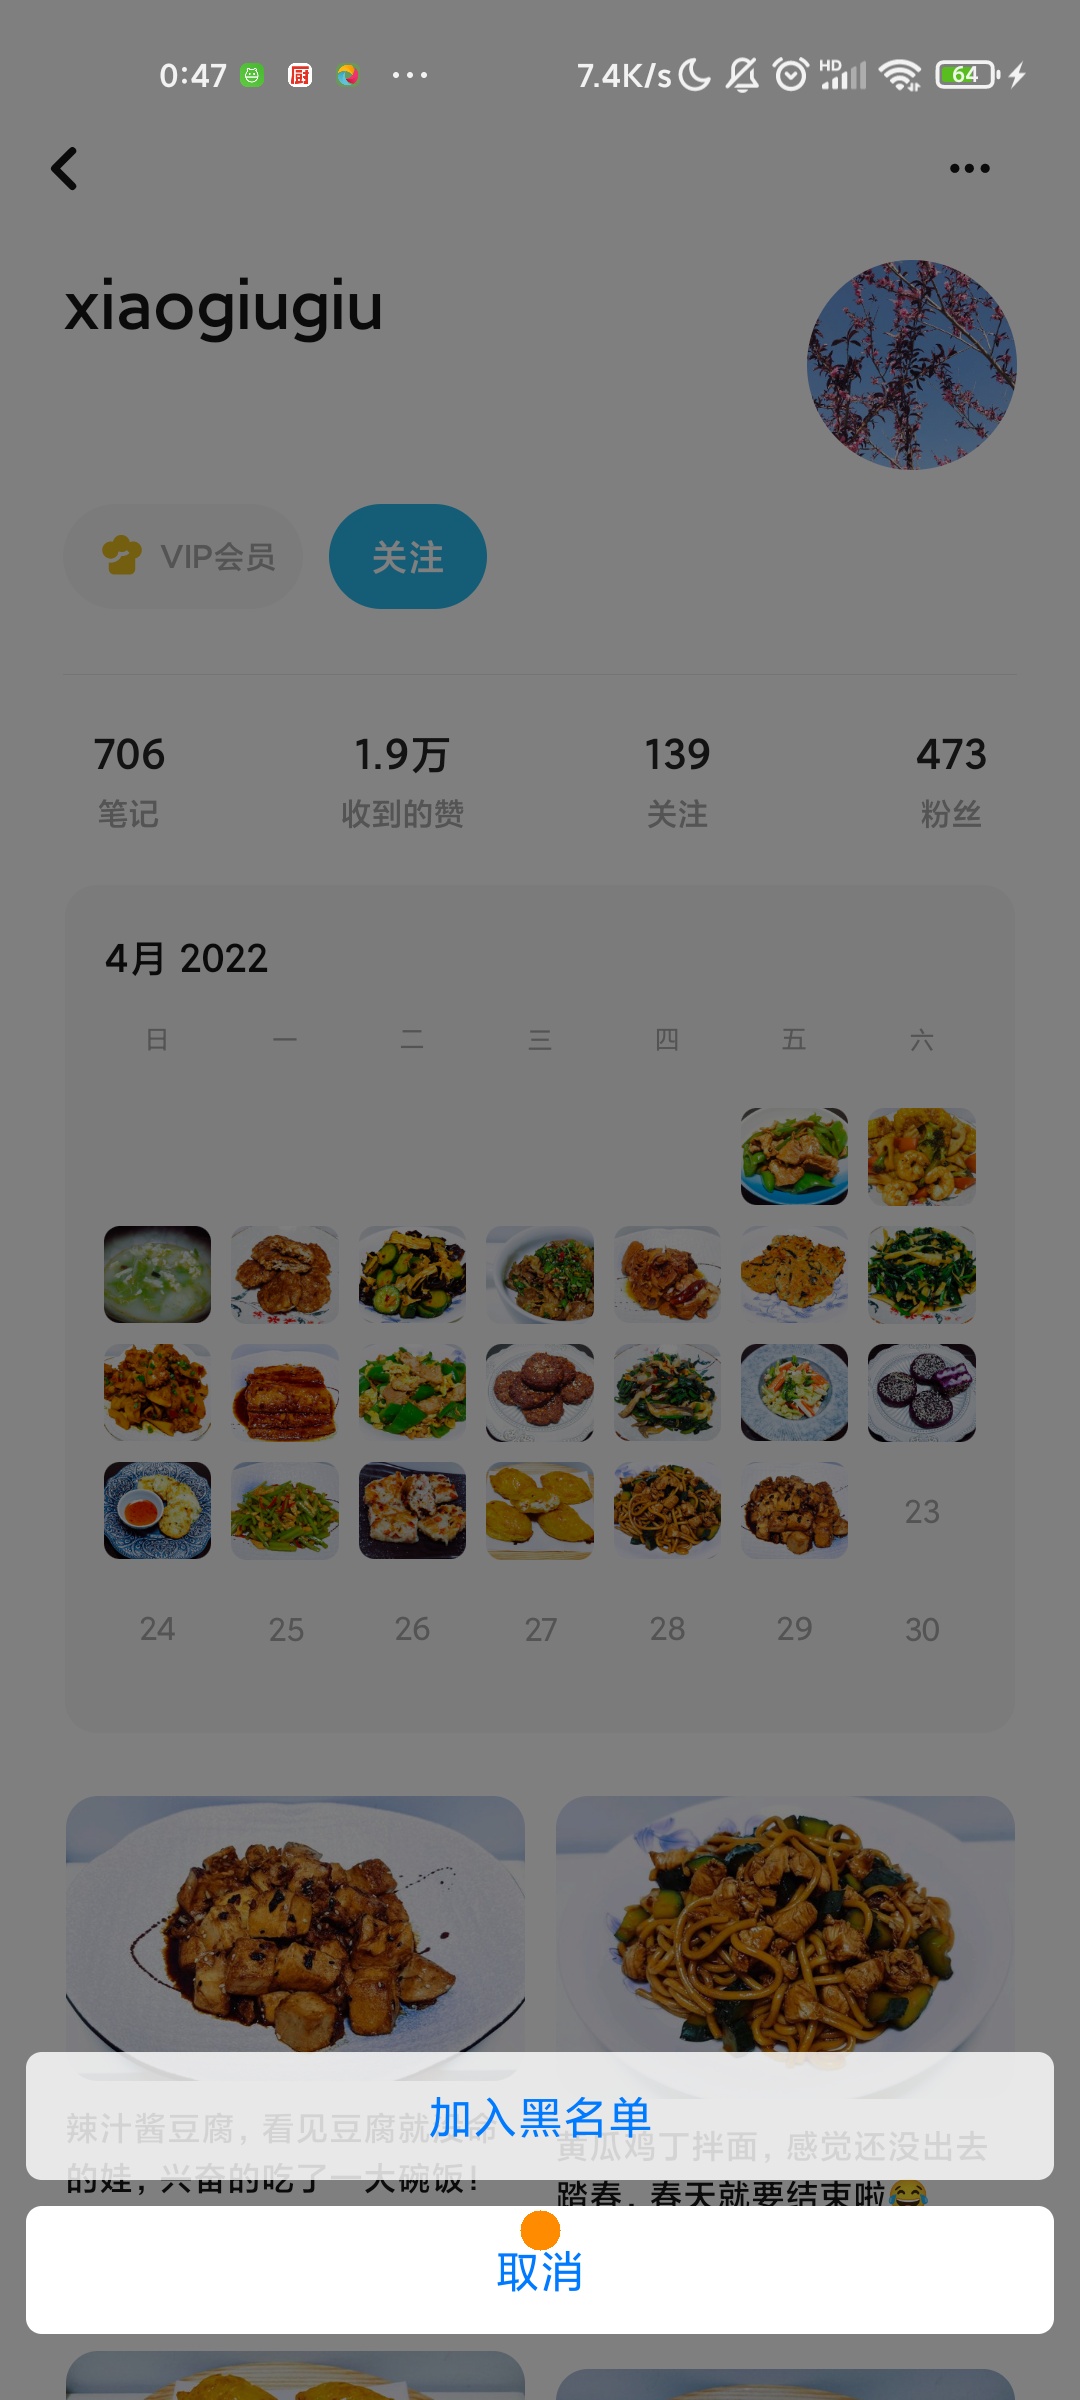 0:47
厨
7.4K/s
HD
64
xiaogiugiu
VIP会员
关注
706
1.9万
139
473
笔记
收到的赞
关注
粉丝
4月 2022
日 一 二 三 四 五 六
23
24 25 26 27 28 29 30
加入黑名单
辣汁酱豆腐，看见豆腐就没命
的娃，兴奋的吃了一大碗饭！
黄瓜鸡丁拌面，感觉还没出去
踏春，春天就要结束啦😂
取消